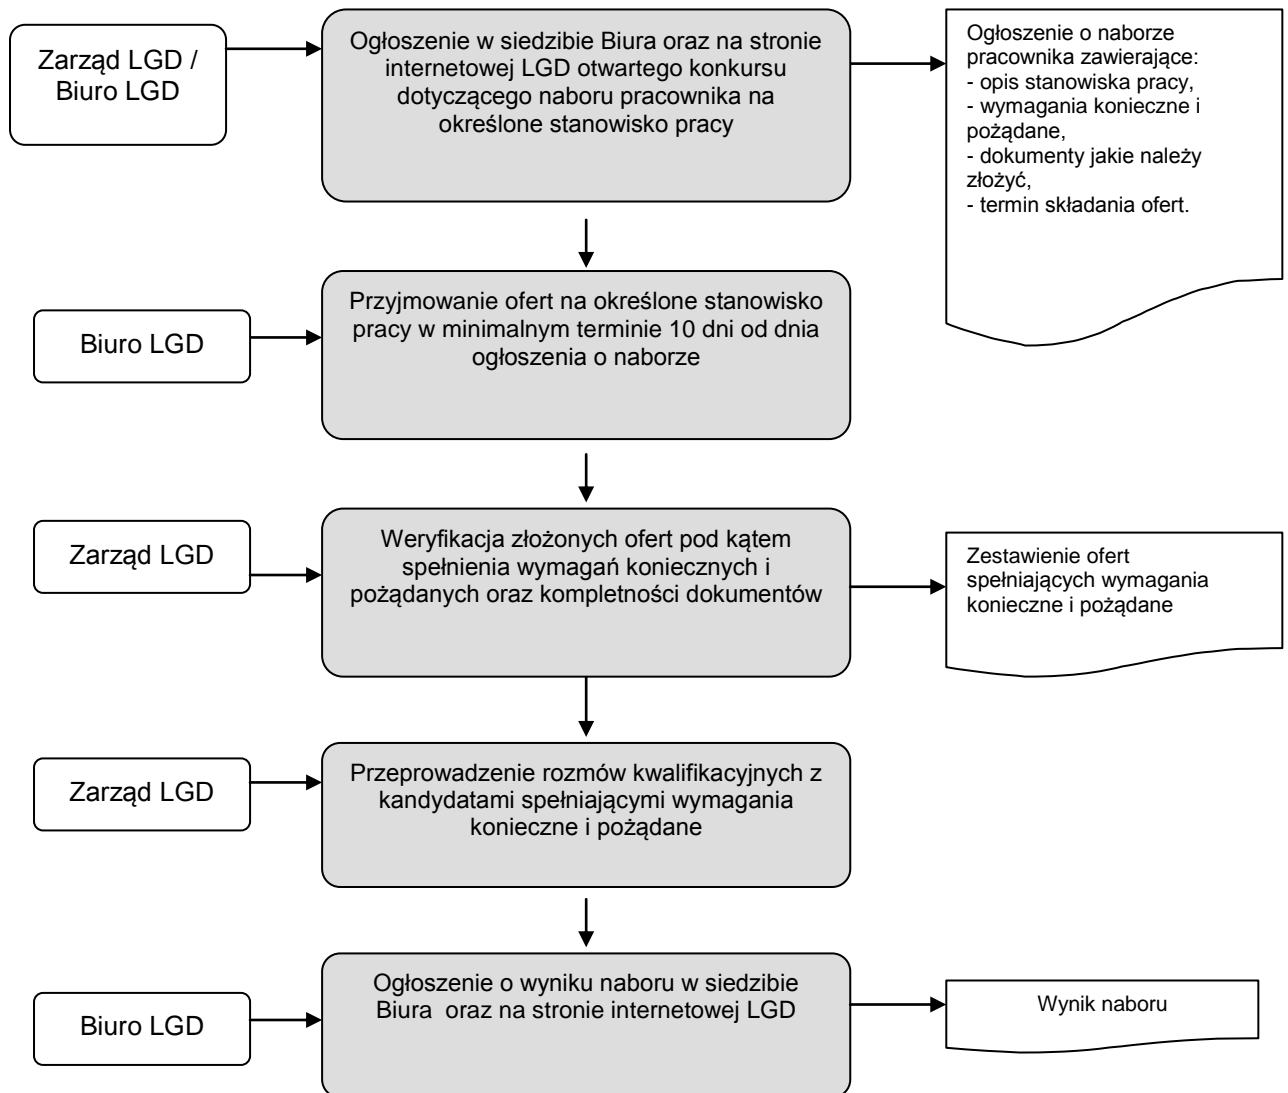 Zarząd LGD /
Biuro LGD
Ogłoszenie w siedzibie Biura oraz na stronie
internetowej LGD otwartego konkursu
dotyczącego naboru pracownika na
określone stanowisko pracy
Ogłoszenie o naborze
pracownika zawierające:
- opis stanowiska pracy,
- wymagania konieczne i
pożądane,
- dokumenty jakie należy
złożyć,
- termin składania ofert.
Biuro LGD
Przyjmowanie ofert na określone stanowisko
pracy w minimalnym terminie 10 dni od dnia
ogłoszenia o naborze
Zarząd LGD
Weryfikacja złożonych ofert pod kątem
spełnienia wymagań koniecznych i
pożądanych oraz kompletności dokumentów
Zestawienie ofert
spełniających wymagania
konieczne i pożądane
Zarząd LGD
Przeprowadzenie rozmów kwalifikacyjnych z
kandydatami spełniającymi wymagania
konieczne i pożądane
Biuro LGD
Ogłoszenie o wyniku naboru w siedzibie
Biura oraz na stronie internetowej LGD
Wynik naboru